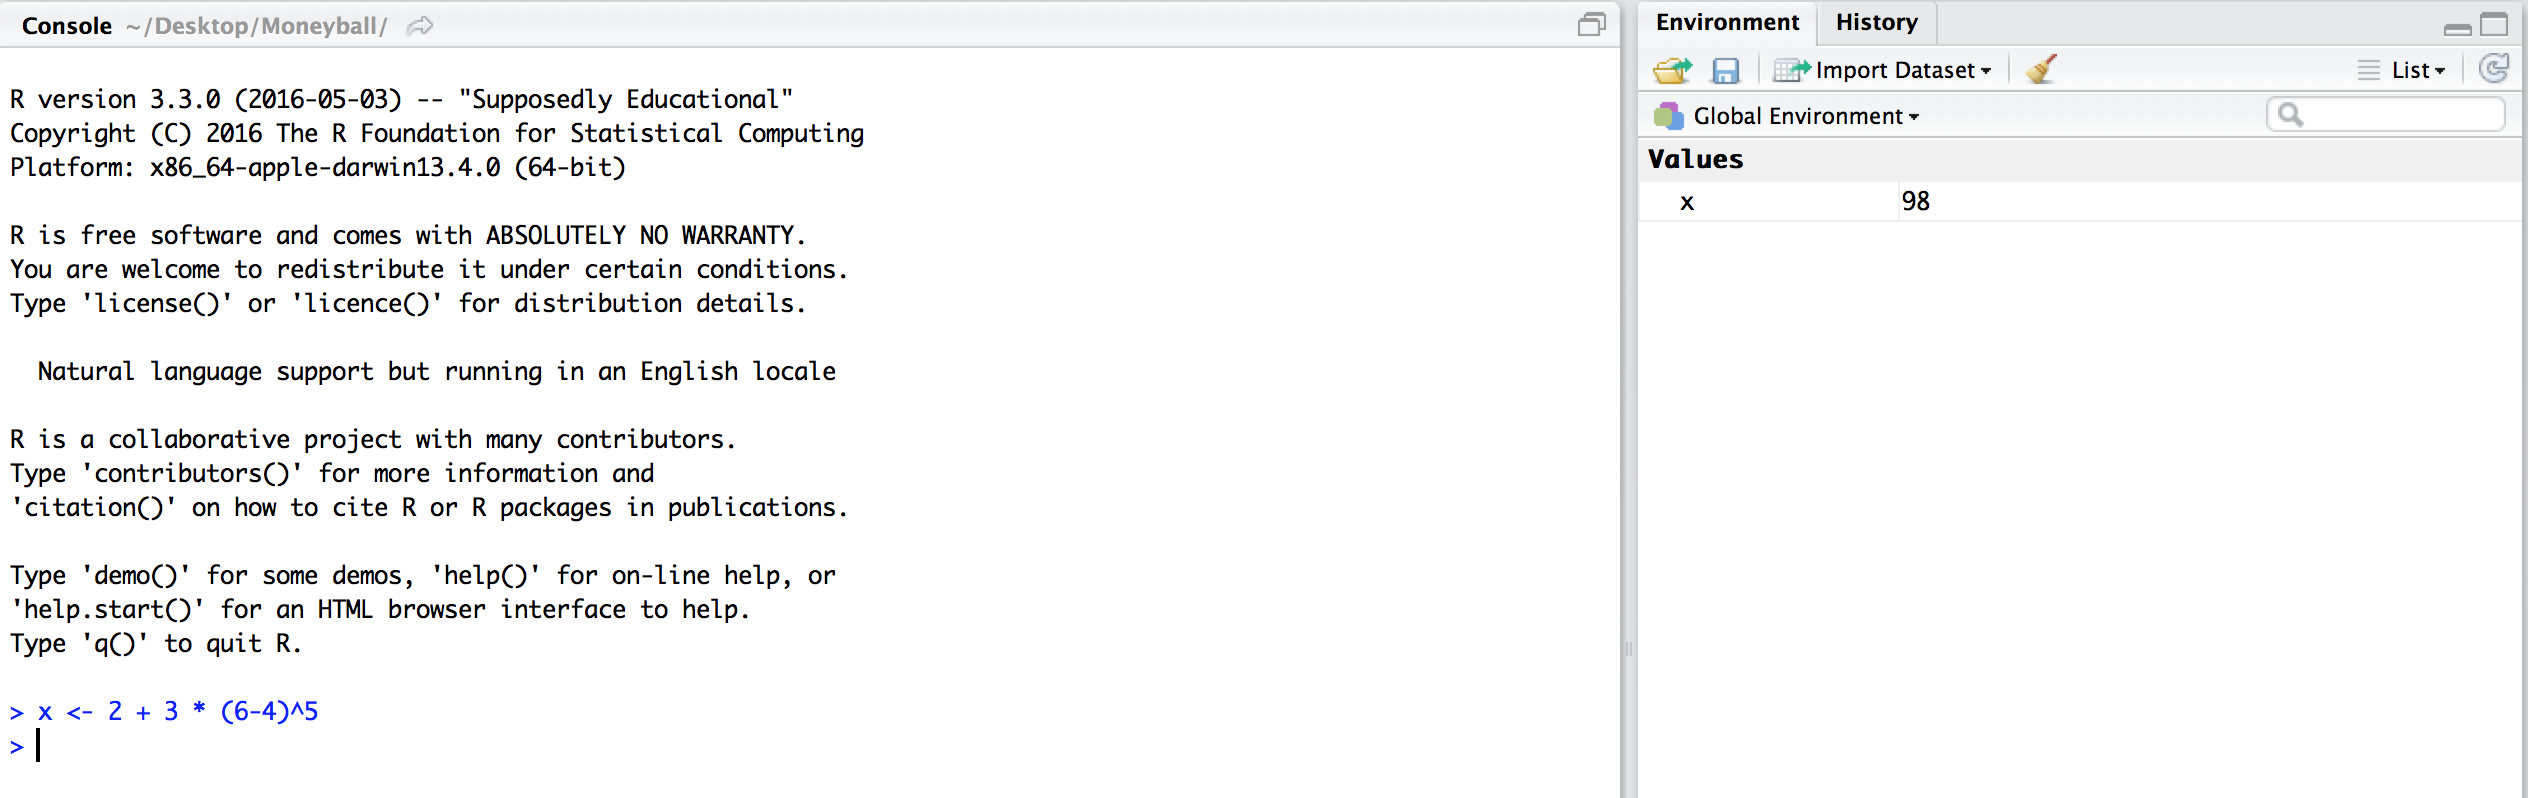 Console ~/Desktop/Moneyball/
R version 3.3.0 (2016-05-03) -- "Supposedly Educational"
Copyright (C) 2016 The R Foundation for Statistical Computing
Platform: x86_64-apple-darwin13.4.0 (64-bit)
R is free software and comes with ABSOLUTELY NO WARRANTY.
You are welcome to redistribute it under certain conditions.
Type 'license()' or 'licence()' for distribution details.
Natural language support but running in an English locale
R is a collaborative project with many contributors.
Type 'contributors()' for more information and
'citation()' on how to cite R or R packages in publications.
Type 'demo()' for some demos, 'help()' for on-line help, or
'help.start()' for an HTML browser interface to help.
Type 'q()' to quit R.
> x <- 2 + 3 * (6-4)^5
>
Environment History
Import Dataset List
Global Environment
Values
x 98